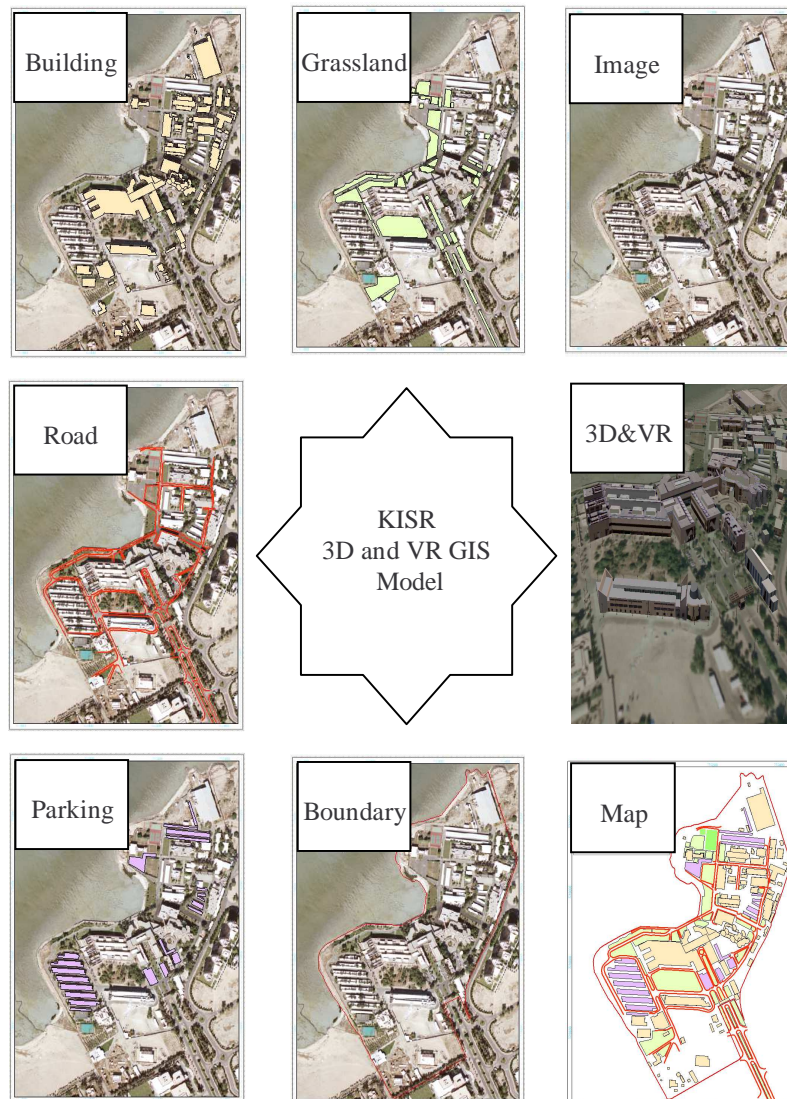 Building
Grassland
Image
Road
KISR
3D and VR GIS
Model
3D&VR
Parking
Boundary
Map